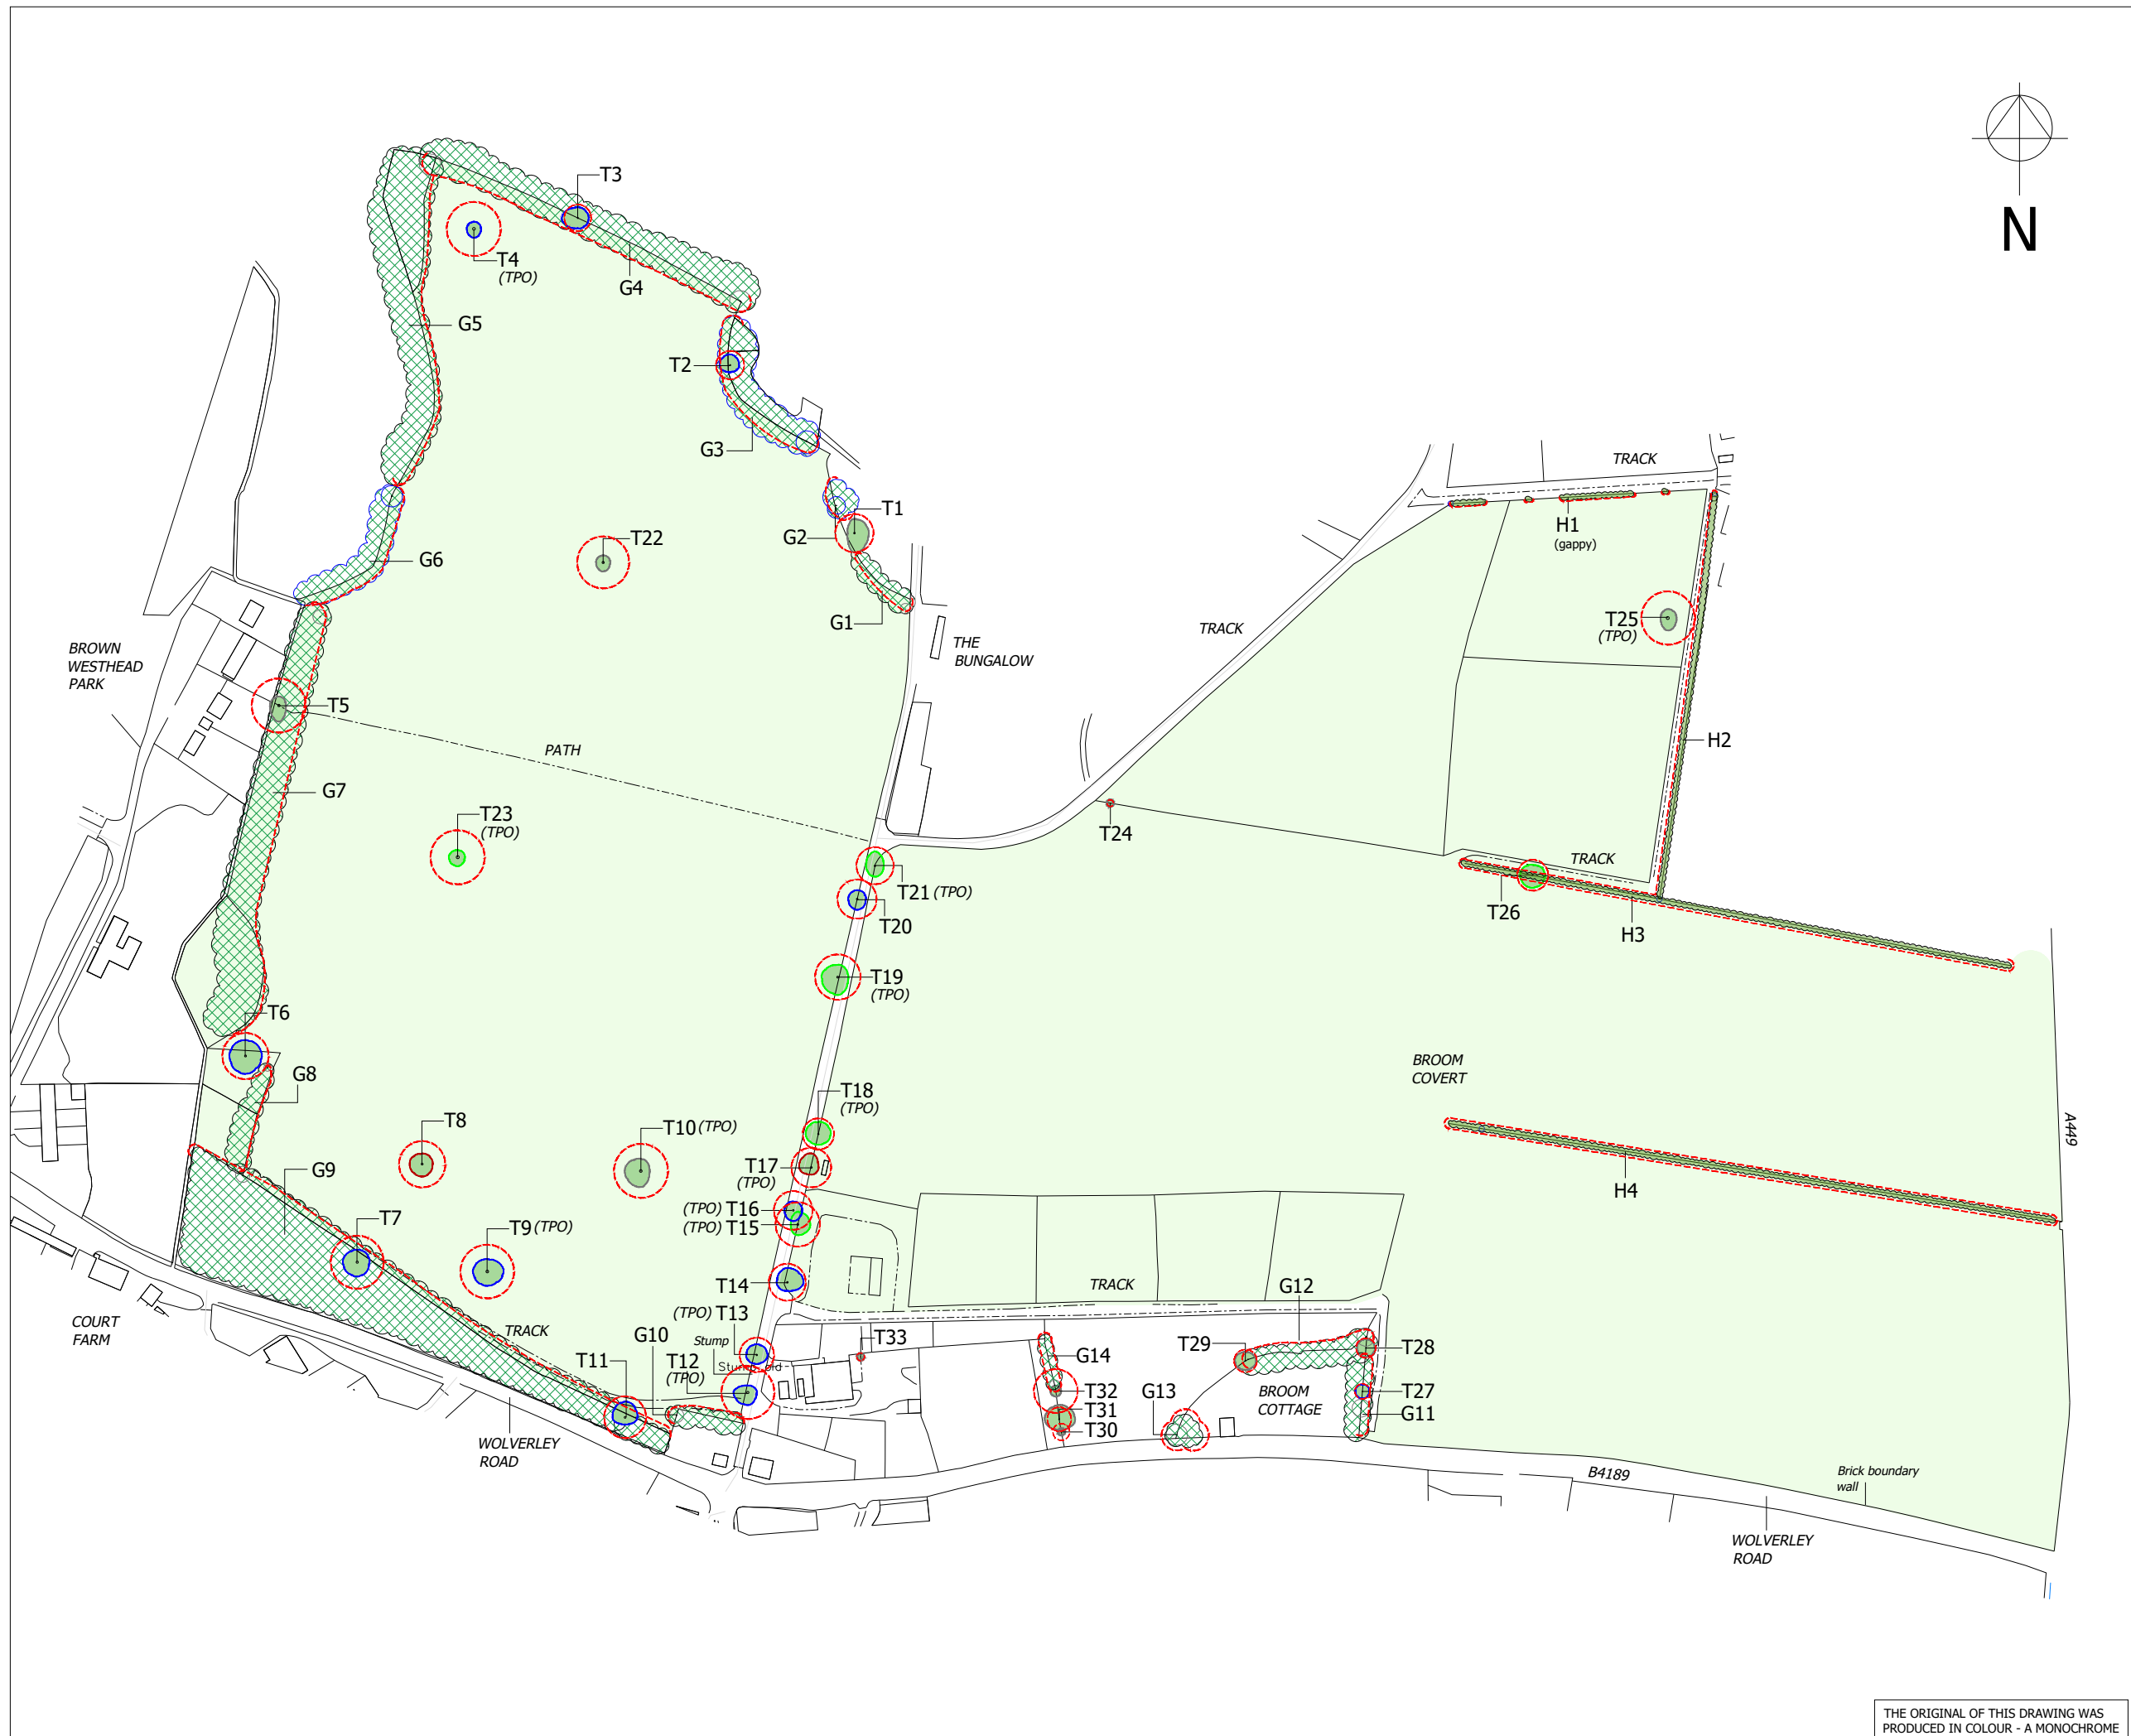 N
T3
T4
(TPO)
G4
G5
T2
G3
TRACK
T1
G2
H1
(gappy)
T22
G6
G1
T25
(TPO)
TRACK
THE
BUNGALOW
BROWN
WESTHEAD
PARK
T5
H2
PATH
G7
T23
(TPO)
T24
TRACK
T21 (TPO)
T26
T20
H3
T19
(TPO)
T6
BROOM
COVERT
G8
T18
(TPO)
A449
T8
T10 (TPO)
T17
(TPO)
H4
G9
(TPO) T16
(TPO) T15
T7
T9 (TPO)
T14
TRACK
G12
(TPO) T13
COURT
FARM
TRACK
G10
Stump
T33
T29
T28
G14
T11
T12
(TPO)
T32
T27
BROOM
COTTAGE
G13
T31
G11
T30
WOLVERLEY
ROAD
B4189
Brick boundary
wall
WOLVERLEY
ROAD
THE ORIGINAL OF THIS DRAWING WAS
PRODUCED IN COLOUR - A MONOCHROME